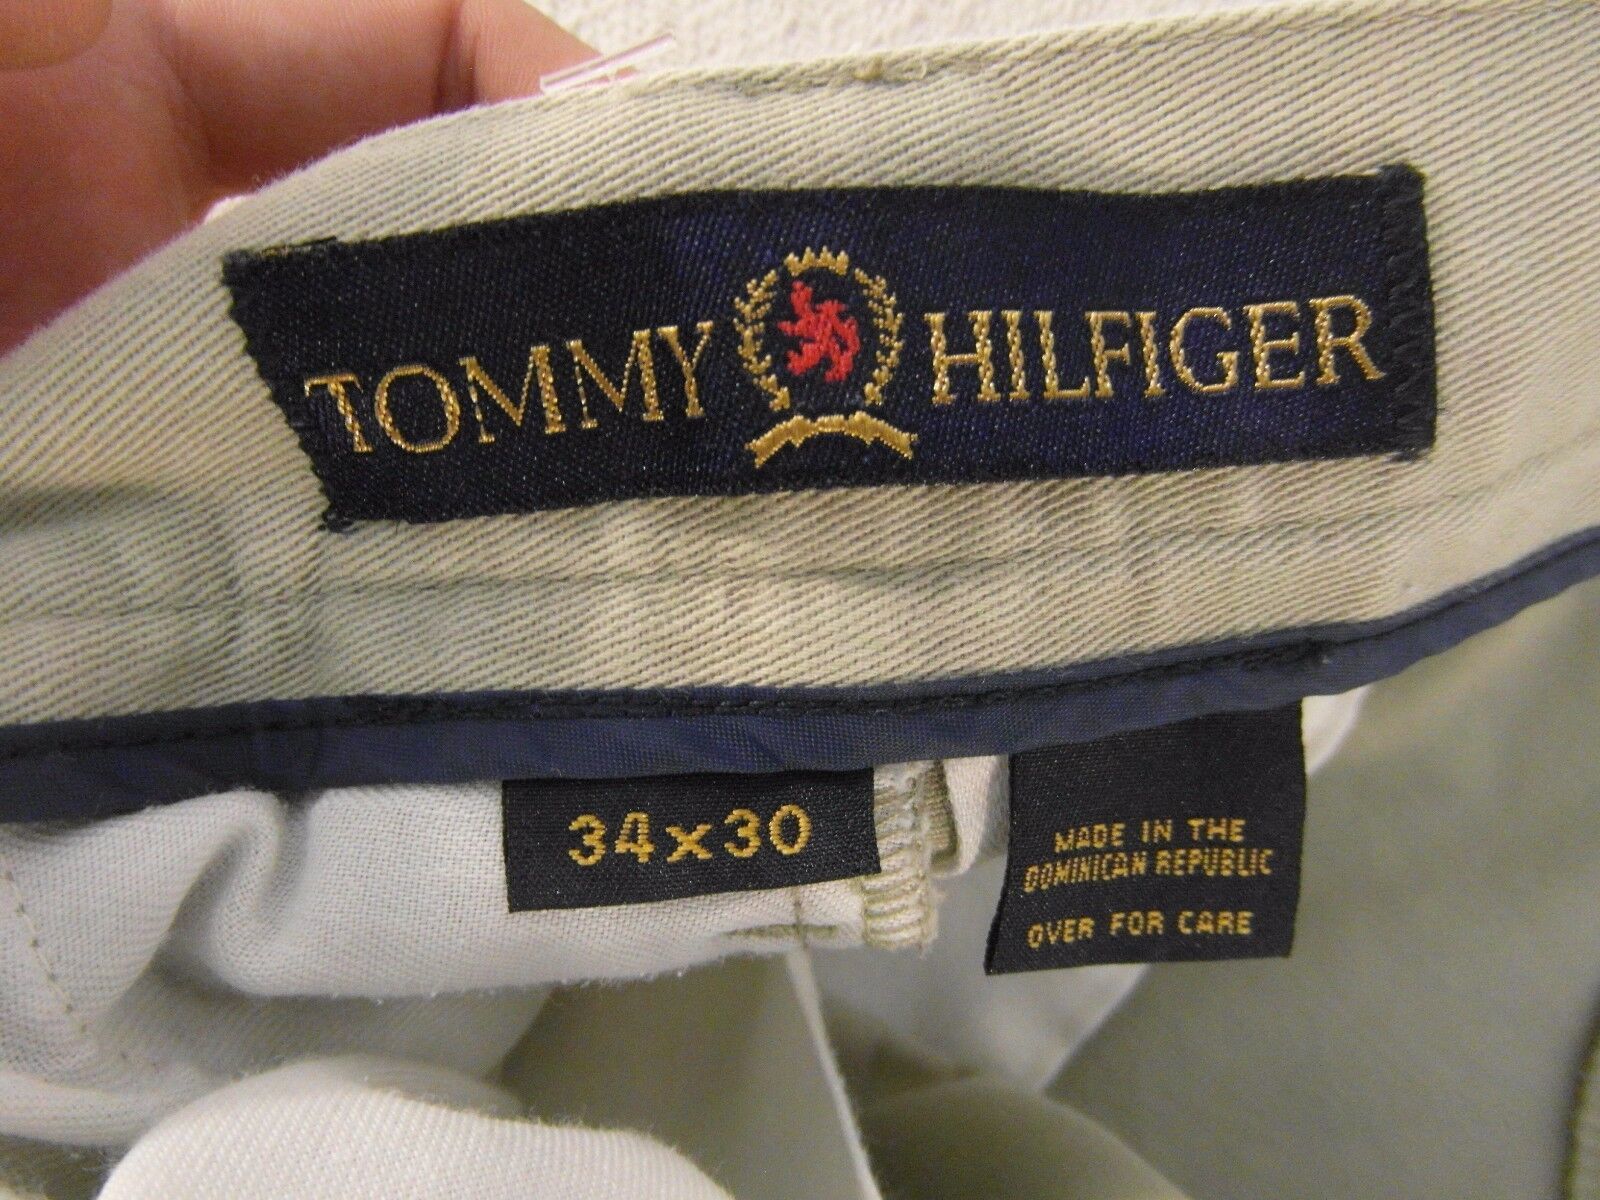 TOMMY HILFIGER
34x30
MADE IN THE
DOMINICAN REPUBLIC
OVER FOR CARE